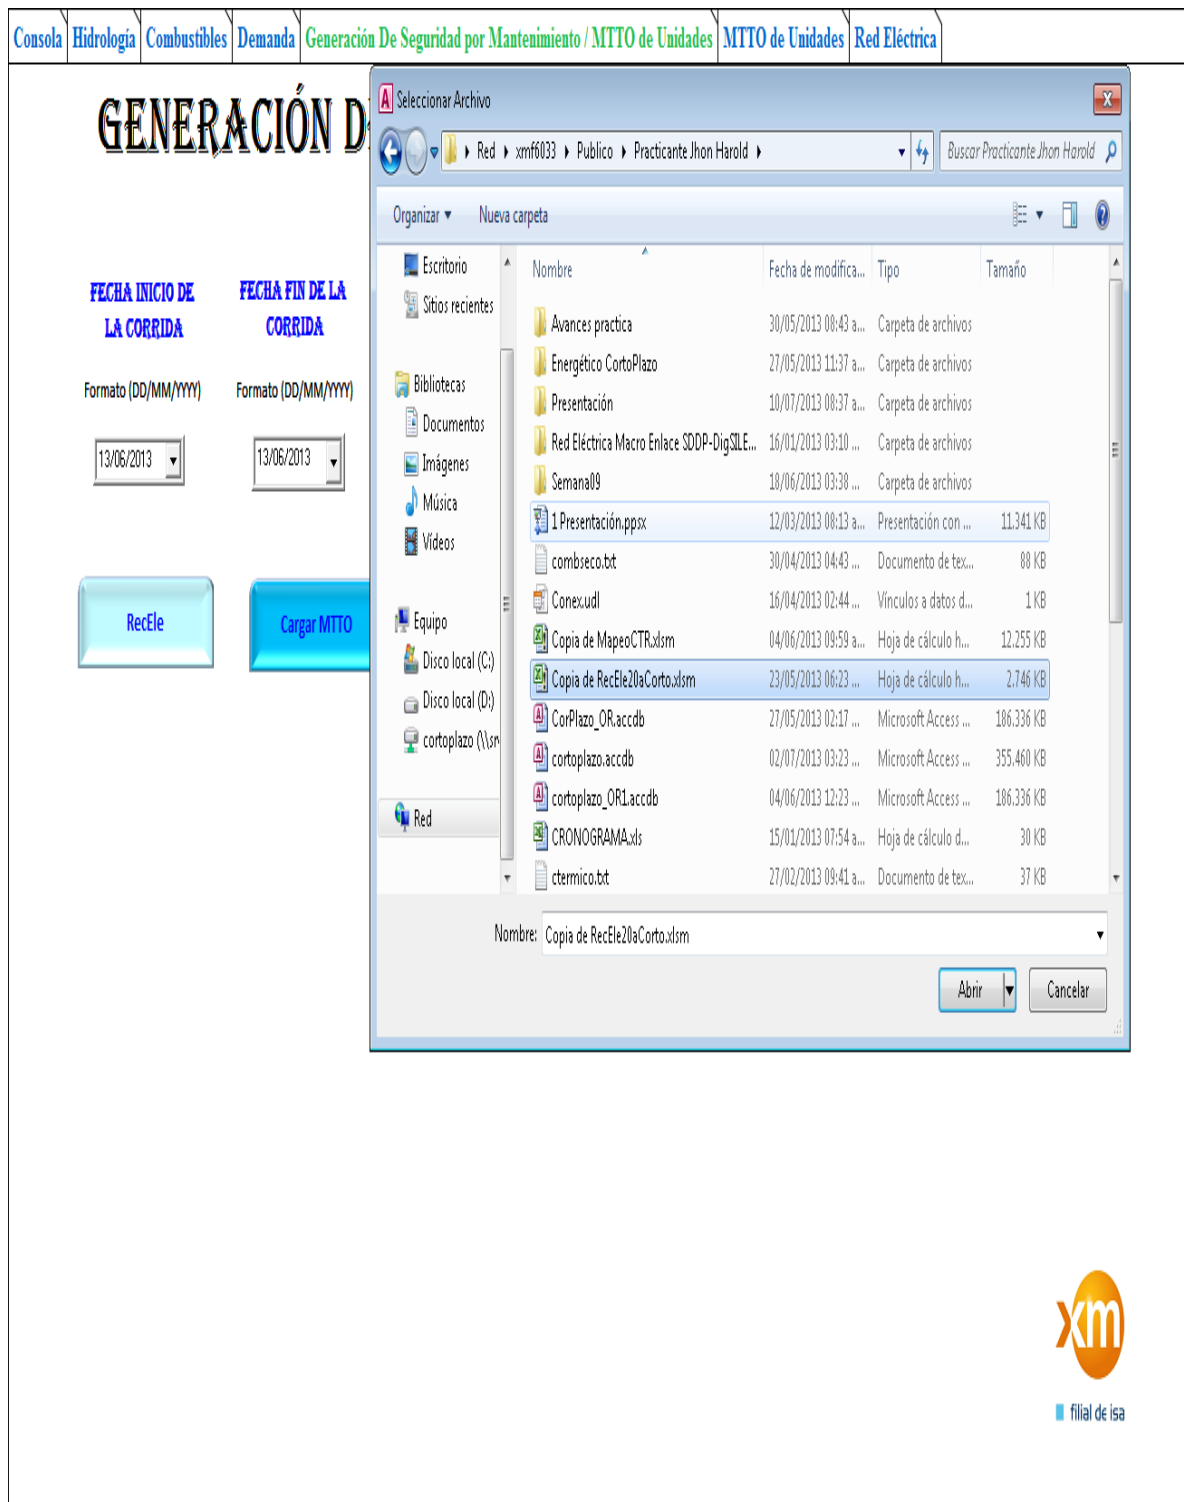 Consola Hidrología Combustibles Demanda Generación De Seguridad por Mantenimiento / MTTO de Unidades MTTO de Unidades Red Eléctrica
GENERACIÓN D
FECHA INICIO DE
LA CORRIDA
FECHA FIN DE LA
CORRIDA
Formato (DD/MM/YYYY) Formato (DD/MM/YYYY)
13/06/2013 13/06/2013
RecEle Cargar MTTO
Seleccionar Archivo
Red xmf6033 Publico Practicante Jhon Harold
Buscar Practicante Jhon Harold
Organizar Nueva carpeta
Escritorio
Sitios recientes
Bibliotecas
Documentos
Imágenes
Música
Vídeos
Equipo
Disco local (C:)
Disco local (D:)
cortoplazo (\\sr
Red
Nombre Fecha de modifica... Tipo Tamaño
Avances practica 30/05/2013 08:43 a... Carpeta de archivos
Energético CortoPlazo 27/05/2013 11:37 a... Carpeta de archivos
Presentación 10/07/2013 08:37 a... Carpeta de archivos
Red Eléctrica Macro Enlace SDDP-DigSILE... 16/01/2013 03:10 ... Carpeta de archivos
Semana09 18/06/2013 03:38 ... Carpeta de archivos
1 Presentación.ppsx 12/03/2013 08:13 a... Presentación con ... 11.341 KB
combseco.txt 30/04/2013 04:43 ... Documento de tex... 88 KB
Conex.udl 16/04/2013 02:44 ... Vínculos a datos d... 1 KB
Copia de MapeoCTR.xlsm 04/06/2013 09:59 a... Hoja de cálculo h... 12.255 KB
Copia de RecEle20aCorto.xlsm 23/05/2013 06:23 ... Hoja de cálculo h... 2.746 KB
CorPlazo_OR.accdb 27/05/2013 02:17 ... Microsoft Access ... 186.336 KB
cortoplazo.accdb 02/07/2013 03:23 ... Microsoft Access ... 355.460 KB
cortoplazo_OR1.accdb 04/06/2013 12:23 ... Microsoft Access ... 186.336 KB
CRONOGRAMA.xls 15/01/2013 07:54 a... Hoja de cálculo d... 30 KB
ctermico.txt 27/02/2013 09:41 a... Documento de tex... 37 KB
Nombre: Copia de RecEle20aCorto.xlsm
Abrir Cancelar
xm
filial de isa